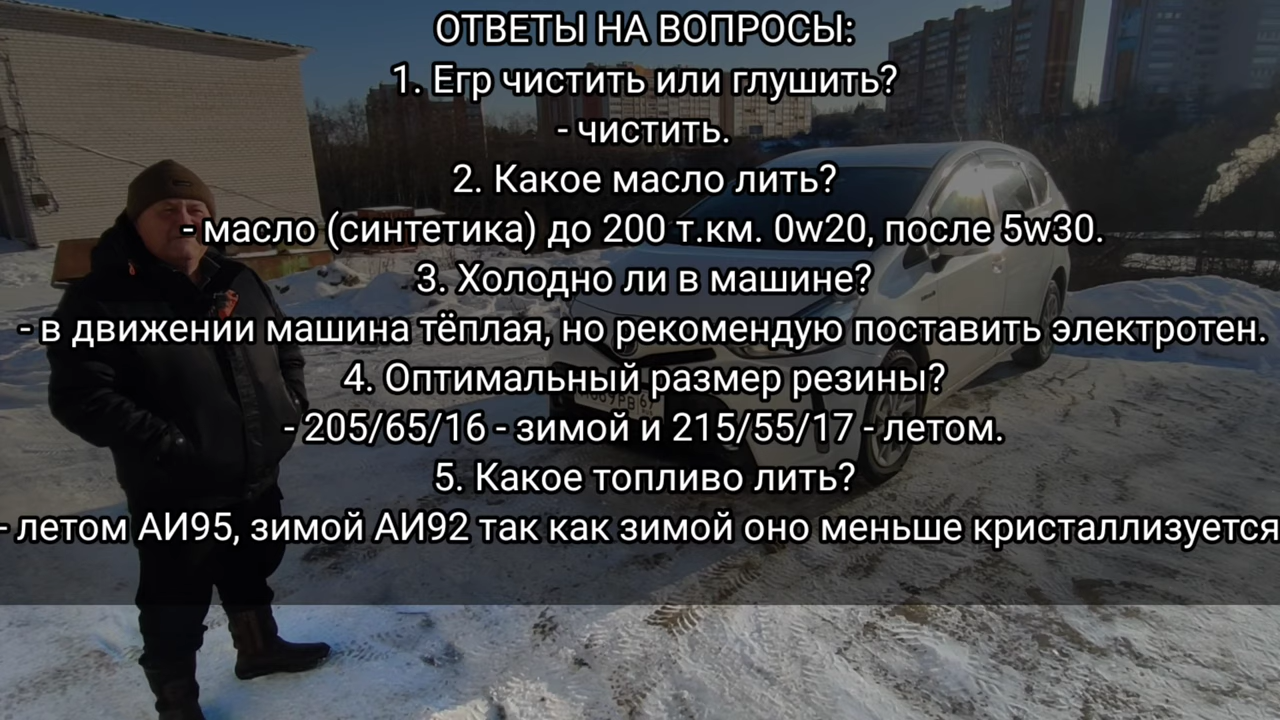 ОТВЕТЫ НА ВОПРОСЫ:
1. Егр чистить или глушить?
- чистить.
2. Какое масло лить?
- масло (синтетика) до 200 т.км. 0w20, после 5w30.
3. Холодно ли в машине?
- в движении машина тёплая, но рекомендую поставить электротен.
4. Оптимальный размер резины?
- 205/65/16 - зимой и 215/55/17 - летом.
5. Какое топливо лить?
- летом АИ95, зимой АИ92 так как зимой оно меньше кристаллизуется